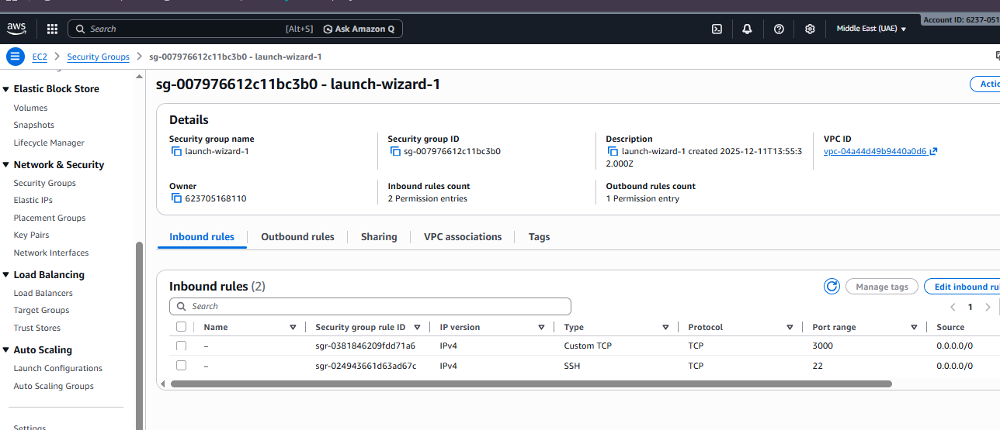 aws Search [Alt+S] Ask Amazon Q Middle East (UAE) Account ID: 6237-051
EC2 Security Groups sg-007976612c11bc3b0 - launch-wizard-1
Elastic Block Store
Volumes
Snapshots
Lifecycle Manager
Network & Security
Security Groups
Elastic IPs
Placement Groups
Key Pairs
Network Interfaces
Load Balancing
Load Balancers
Target Groups
Trust Stores
Auto Scaling
Launch Configurations
Auto Scaling Groups
Settings
sg-007976612c11bc3b0 - launch-wizard-1
Details
Security group name
launch-wizard-1
Security group ID
sg-007976612c11bc3b0
Description
launch-wizard-1 created 2025-12-11T13:55:3
2.000Z
VPC ID
vpc-04a44d49b9440a0d6
Owner
623705168110
Inbound rules count
2 Permission entries
Outbound rules count
1 Permission entry
Inbound rules Outbound rules Sharing VPC associations Tags
Inbound rules (2)
Manage tags Edit inbound ru
Search
1
Name Security group rule ID IP version Type Protocol Port range Source
– sgr-0381846209fdd71a6 IPv4 Custom TCP TCP 3000 0.0.0.0/0
– sgr-024943661d63ad67c IPv4 SSH TCP 22 0.0.0.0/0